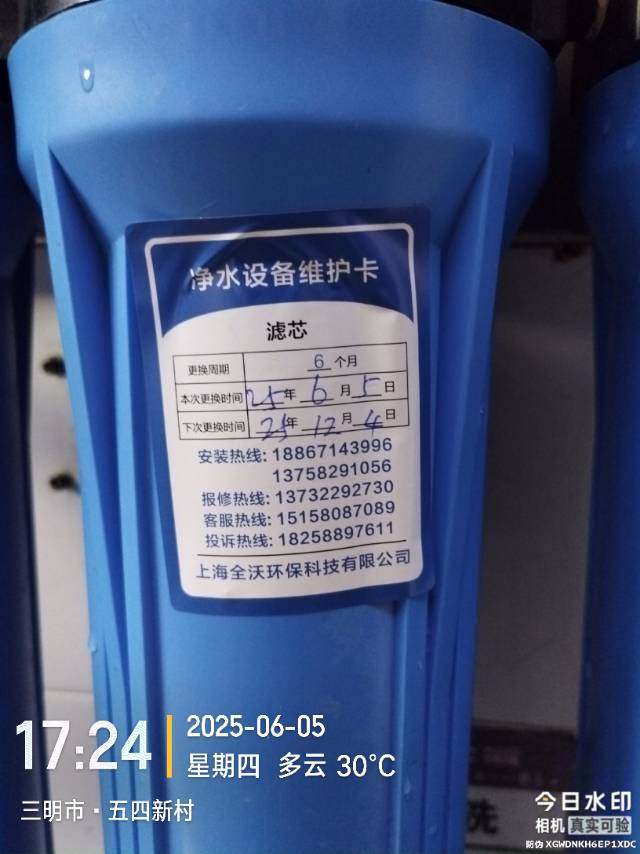 净水设备维护卡
滤芯
更换周期 6 个月
本次更换时间 25 年 6 月 5 日
下次更换时间 25 年 12 月 4 日
安装热线: 18867143996
13758291056
报修热线: 13732292730
客服热线: 15158087089
投诉热线: 18258897611
上海全沃环保科技有限公司
洗
17:24
2025-06-05
星期四 多云 30°C
三明市·五四新村
今日水印
相机 真实可验
防伪 XGWDNKH6EP1XDC